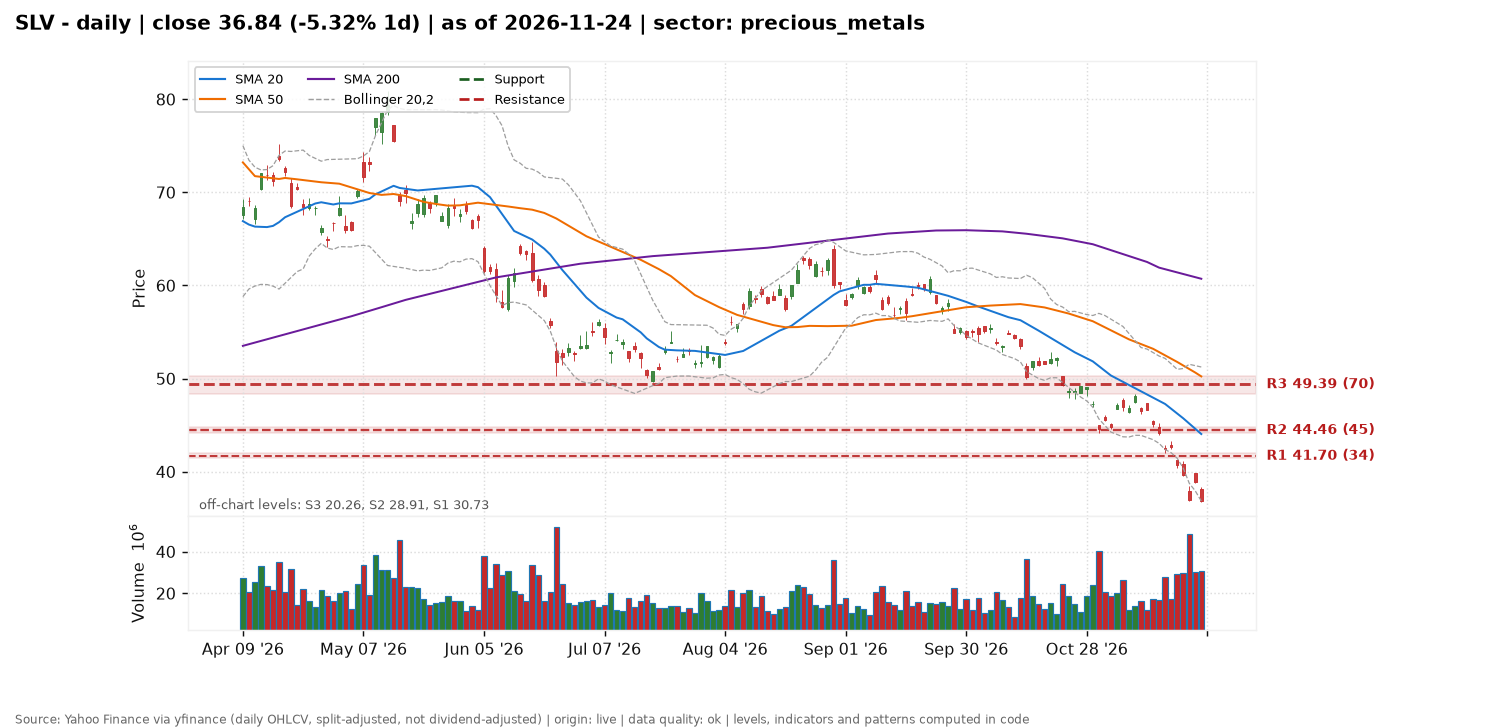 SLV - daily | close 36.84 (-5.32% 1d) | as of 2026-11-24 | sector: precious_metals
SMA 20
SMA 50
SMA 200
Bollinger 20,2
Support
Resistance
Price
80
70
60
50
40
R3 49.39 (70)
R2 44.46 (45)
R1 41.70 (34)
off-chart levels: S3 20.26, S2 28.91, S1 30.73
Volume 10⁶
40
20
Apr 09 '26
May 07 '26
Jun 05 '26
Jul 07 '26
Aug 04 '26
Sep 01 '26
Sep 30 '26
Oct 28 '26
Source: Yahoo Finance via yfinance (daily OHLCV, split-adjusted, not dividend-adjusted) | origin: live | data quality: ok | levels, indicators and patterns computed in code